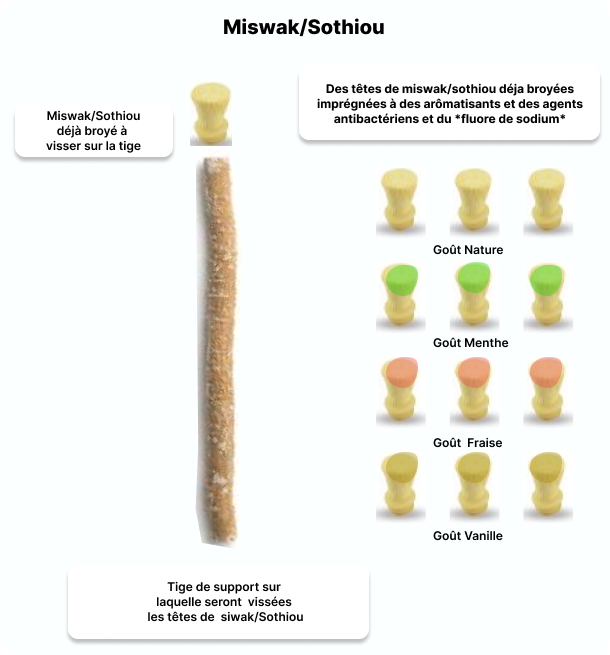 Miswak/Sothiou
Miswak/Sothiou
déjà broyé à
visser sur la tige
Des têtes de miswak/sothiou déja broyées
imprégnées à des arômatisants et des agents
antibactériens et du *fluore de sodium*
Goût Nature
Goût Menthe
Goût Fraise
Goût Vanille
Tige de support sur
laquelle seront vissées
les têtes de siwak/Sothiou